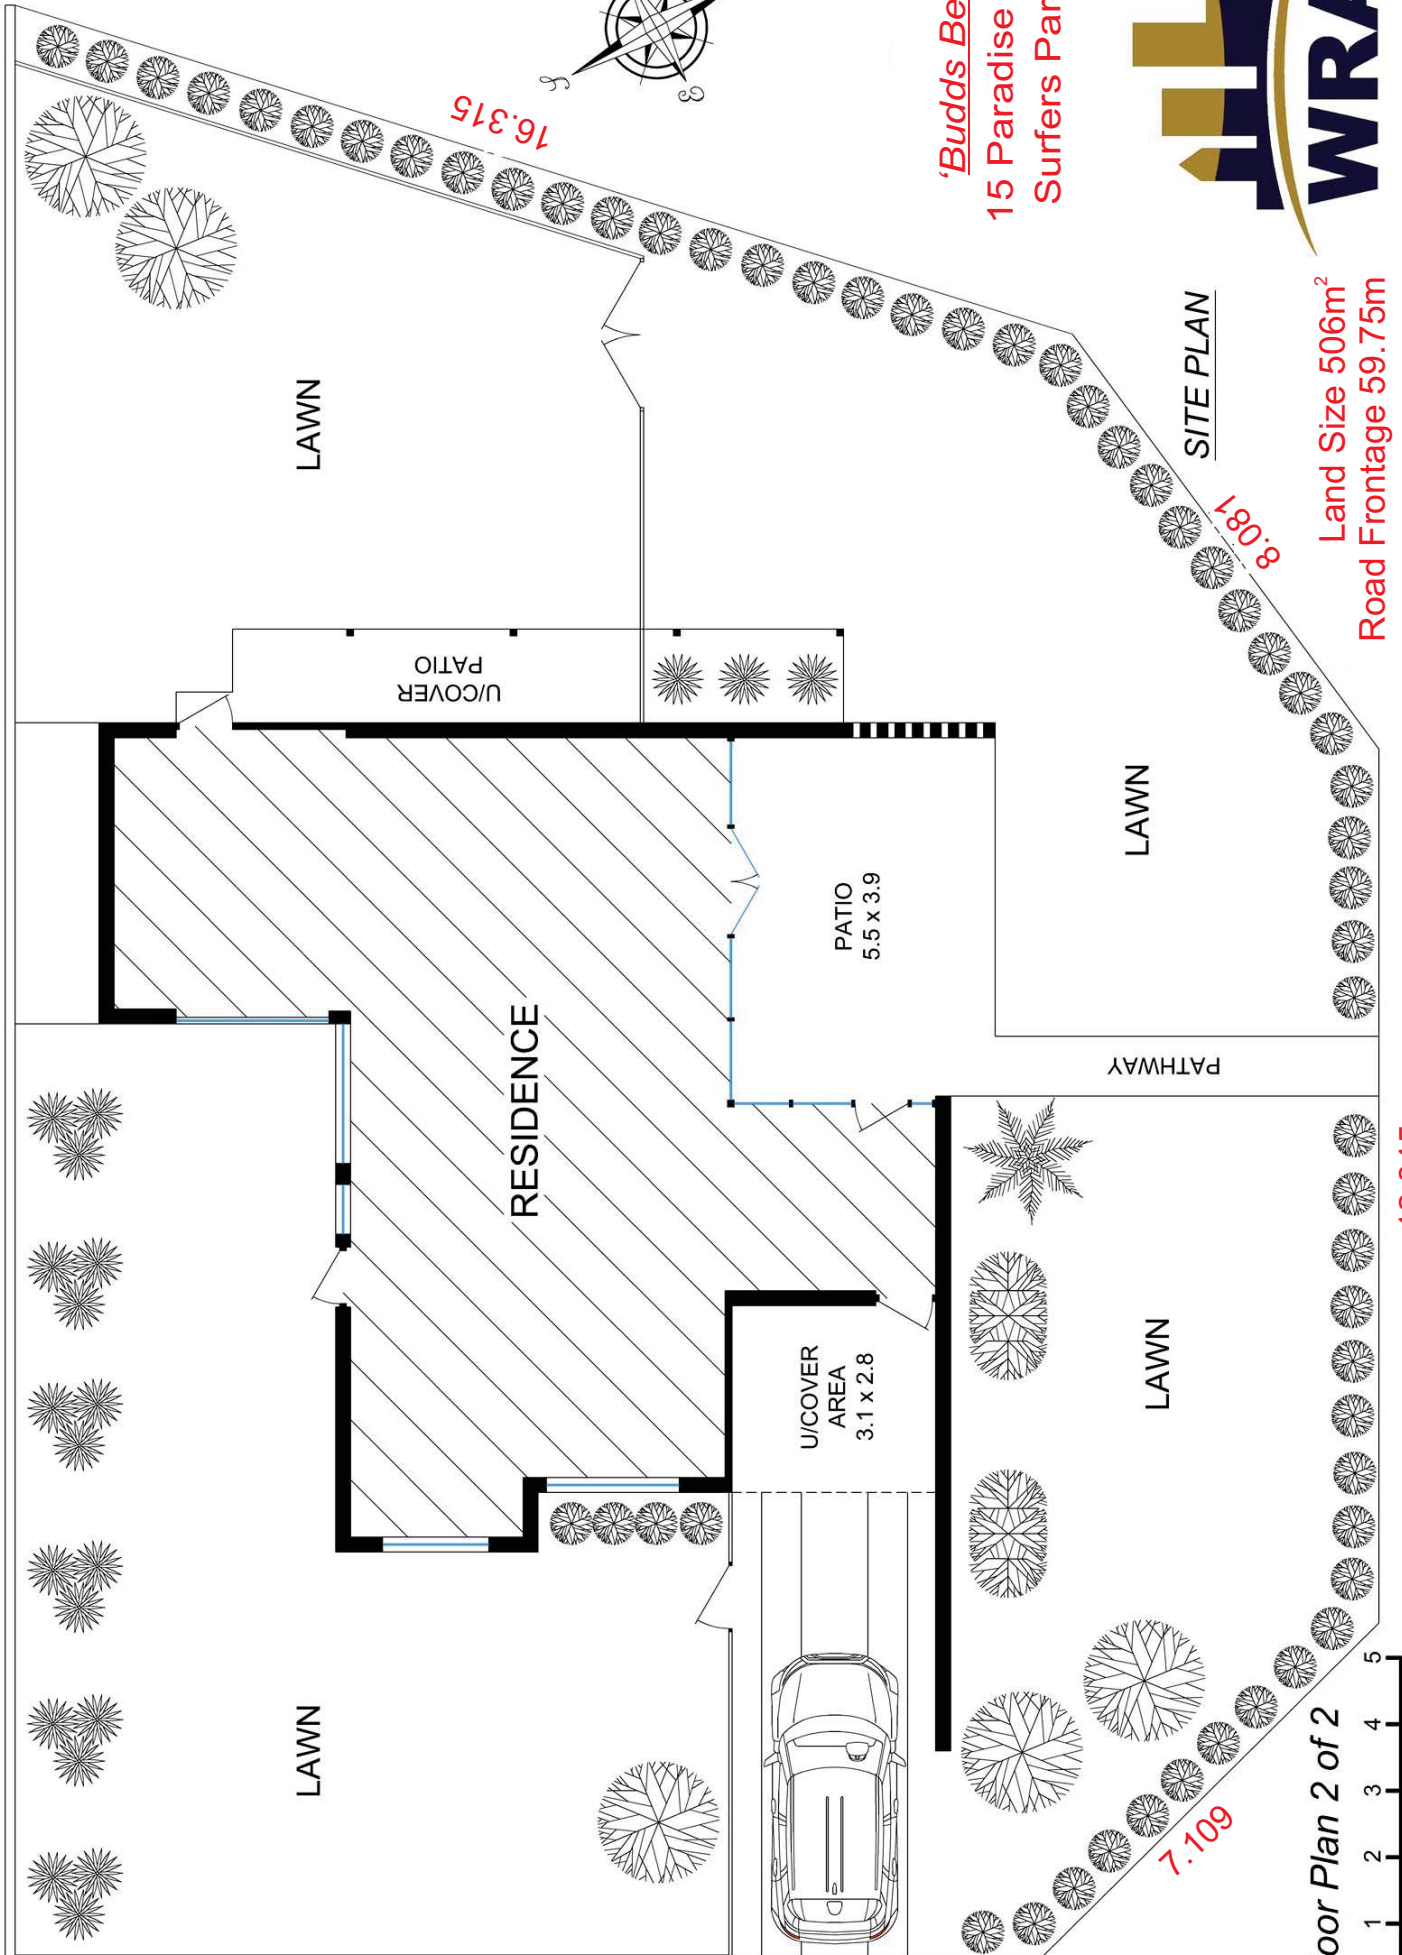 LAWN
LAWN
U/COVER
PATIO
RESIDENCE
PATIO
5.5 x 3.9
U/COVER
AREA
3.1 x 2.8
LAWN
LAWN
PATHWAY
16.315
8.081
7.109
SITE PLAN
Land Size 506m²
Road Frontage 59.75m
'Budds Be
15 Paradise
Surfers Par
WRA
oor Plan 2 of 2
1 2 3 4 5